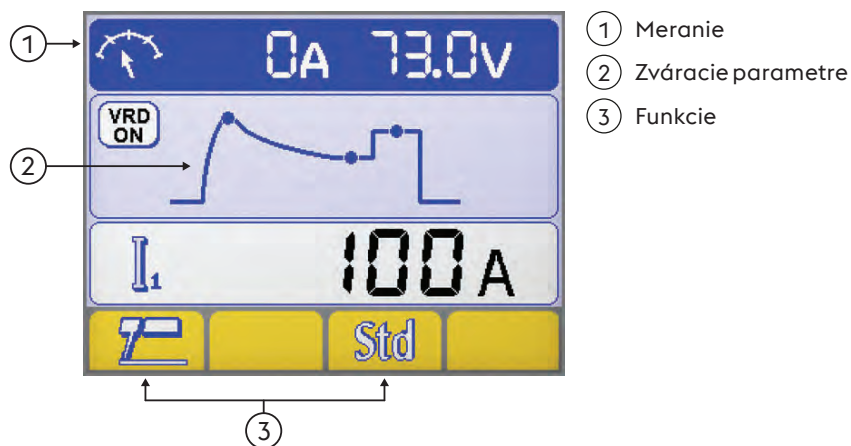 1 Meranie
0A 73.0V
2 Zváracie parametre
VRD
ON
3 Funkcie
1
2
I1 100A
Std
3